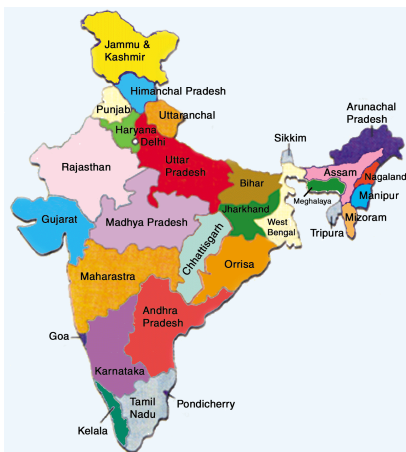 Jammu &
Kashmir
Himanchal Pradesh
Punjab
Uttaranchal
Haryana
Delhi
Arunachal
Pradesh
Sikkim
Rajasthan
Uttar
Pradesh
Assam
Nagaland
Bihar
Meghalaya
Manipur
Jharkhand
Gujarat
Madhya Pradesh
West
Bengal
Mizoram
Tripura
Chhattisgarh
Orrisa
Maharastra
Andhra
Pradesh
Goa
Karnataka
Tamil
Nadu
Pondicherry
Kelala